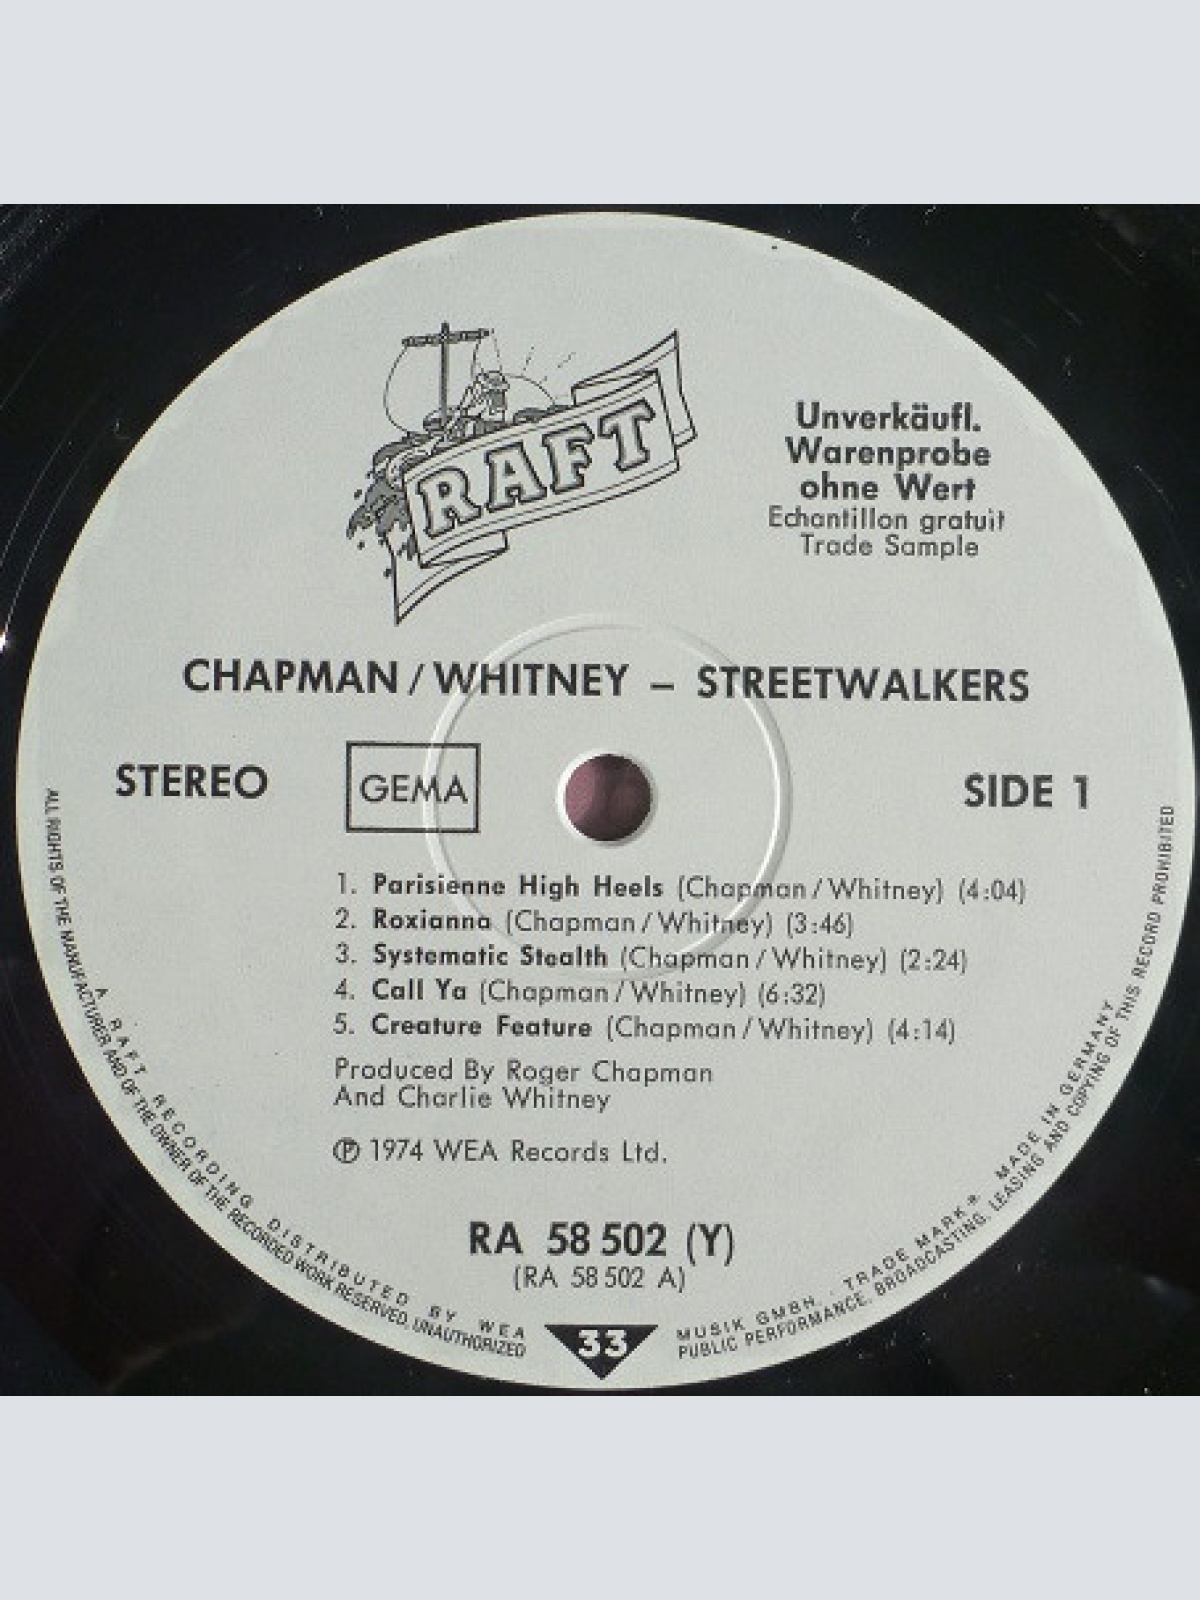 RAFT
Unverkäufl.
Warenprobe
ohne Wert
Echantillon gratuit
Trade Sample
CHAPMAN / WHITNEY – STREETWALKERS
STEREO
GEMA
SIDE 1
1. Parisienne High Heels (Chapman / Whitney) (4:04)
2. Roxianna (Chapman / Whitney) (3:46)
3. Systematic Stealth (Chapman / Whitney) (2:24)
4. Call Ya (Chapman / Whitney) (6:32)
5. Creature Feature (Chapman / Whitney) (4:14)
Produced By Roger Chapman
And Charlie Whitney
℗ 1974 WEA Records Ltd.
RA 58 502 (Y)
(RA 58 502 A)
33
A RAFT RECORDING DISTRIBUTED BY WEA MUSIK GMBH . TRADE MARK ® MADE IN GERMANY
ALL RIGHTS OF THE MANUFACTURER AND OF THE OWNER OF THE RECORDED WORK RESERVED. UNAUTHORIZED PUBLIC PERFORMANCE, BROADCASTING, LEASING AND COPYING OF THIS RECORD PROHIBITED